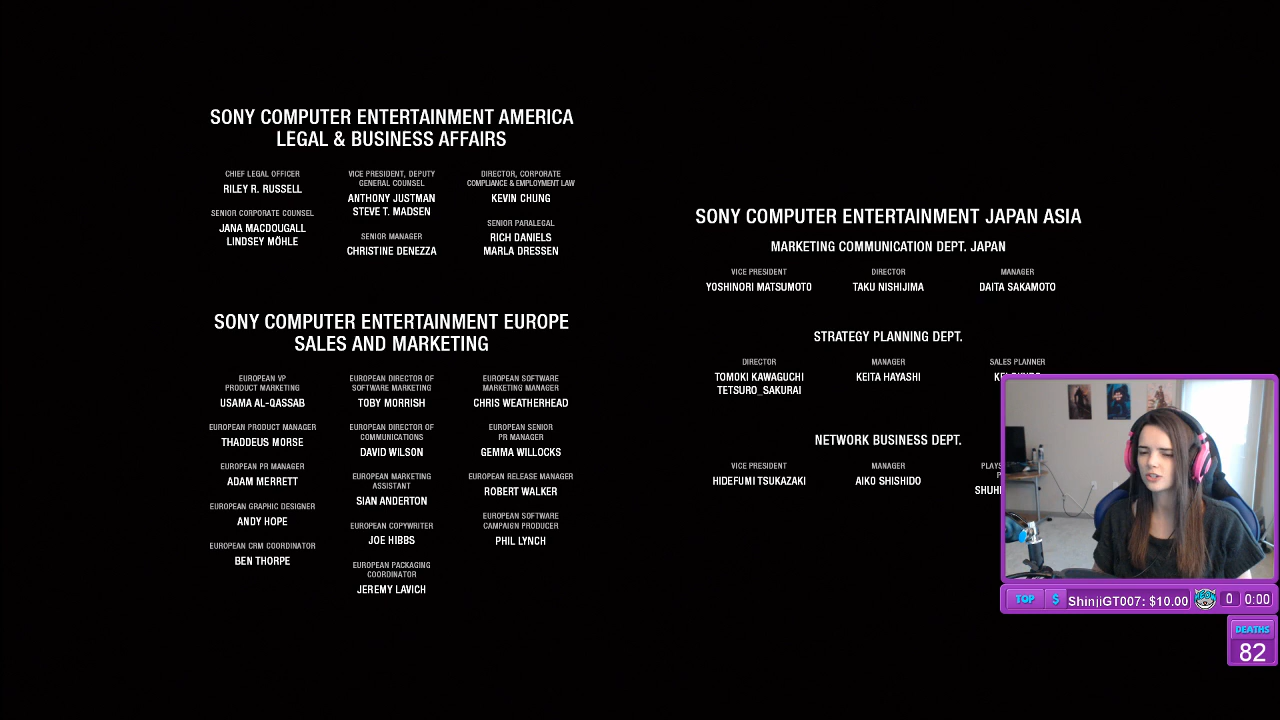 SONY COMPUTER ENTERTAINMENT AMERICA
LEGAL & BUSINESS AFFAIRS
CHIEF LEGAL OFFICER
RILEY R. RUSSELL
SENIOR CORPORATE COUNSEL
JANA MACDOUGALL
LINDSEY MÖHLE
VICE PRESIDENT, DEPUTY
GENERAL COUNSEL
ANTHONY JUSTMAN
STEVE T. MADSEN
SENIOR MANAGER
CHRISTINE DENEZZA
DIRECTOR, CORPORATE
COMPLIANCE & EMPLOYMENT LAW
KEVIN CHUNG
SENIOR PARALEGAL
RICH DANIELS
MARLA DRESSEN
SONY COMPUTER ENTERTAINMENT EUROPE
SALES AND MARKETING
EUROPEAN VP
PRODUCT MARKETING
USAMA AL-QASSAB
EUROPEAN PRODUCT MANAGER
THADDEUS MORSE
EUROPEAN PR MANAGER
ADAM MERRETT
EUROPEAN GRAPHIC DESIGNER
ANDY HOPE
EUROPEAN CRM COORDINATOR
BEN THORPE
EUROPEAN DIRECTOR OF
SOFTWARE MARKETING
TOBY MORRISH
EUROPEAN DIRECTOR OF
COMMUNICATIONS
DAVID WILSON
EUROPEAN MARKETING
ASSISTANT
SIAN ANDERTON
EUROPEAN COPYWRITER
JOE HIBBS
EUROPEAN PACKAGING
COORDINATOR
JEREMY LAVICH
EUROPEAN SOFTWARE
MARKETING MANAGER
CHRIS WEATHERHEAD
EUROPEAN SENIOR
PR MANAGER
GEMMA WILLOCKS
EUROPEAN RELEASE MANAGER
ROBERT WALKER
EUROPEAN SOFTWARE
CAMPAIGN PRODUCER
PHIL LYNCH
SONY COMPUTER ENTERTAINMENT JAPAN ASIA
MARKETING COMMUNICATION DEPT. JAPAN
VICE PRESIDENT
YOSHINORI MATSUMOTO
DIRECTOR
TAKU NISHIJIMA
MANAGER
DAITA SAKAMOTO
STRATEGY PLANNING DEPT.
DIRECTOR
TOMOKI KAWAGUCHI
TETSURO_SAKURAI
MANAGER
KEITA HAYASHI
SALES PLANNER
NETWORK BUSINESS DEPT.
VICE PRESIDENT
HIDEFUMI TSUKAZAKI
MANAGER
AIKO SHISHIDO
TOP $ ShinjiGT007: $10.00 0 0:00
DEATHS
82